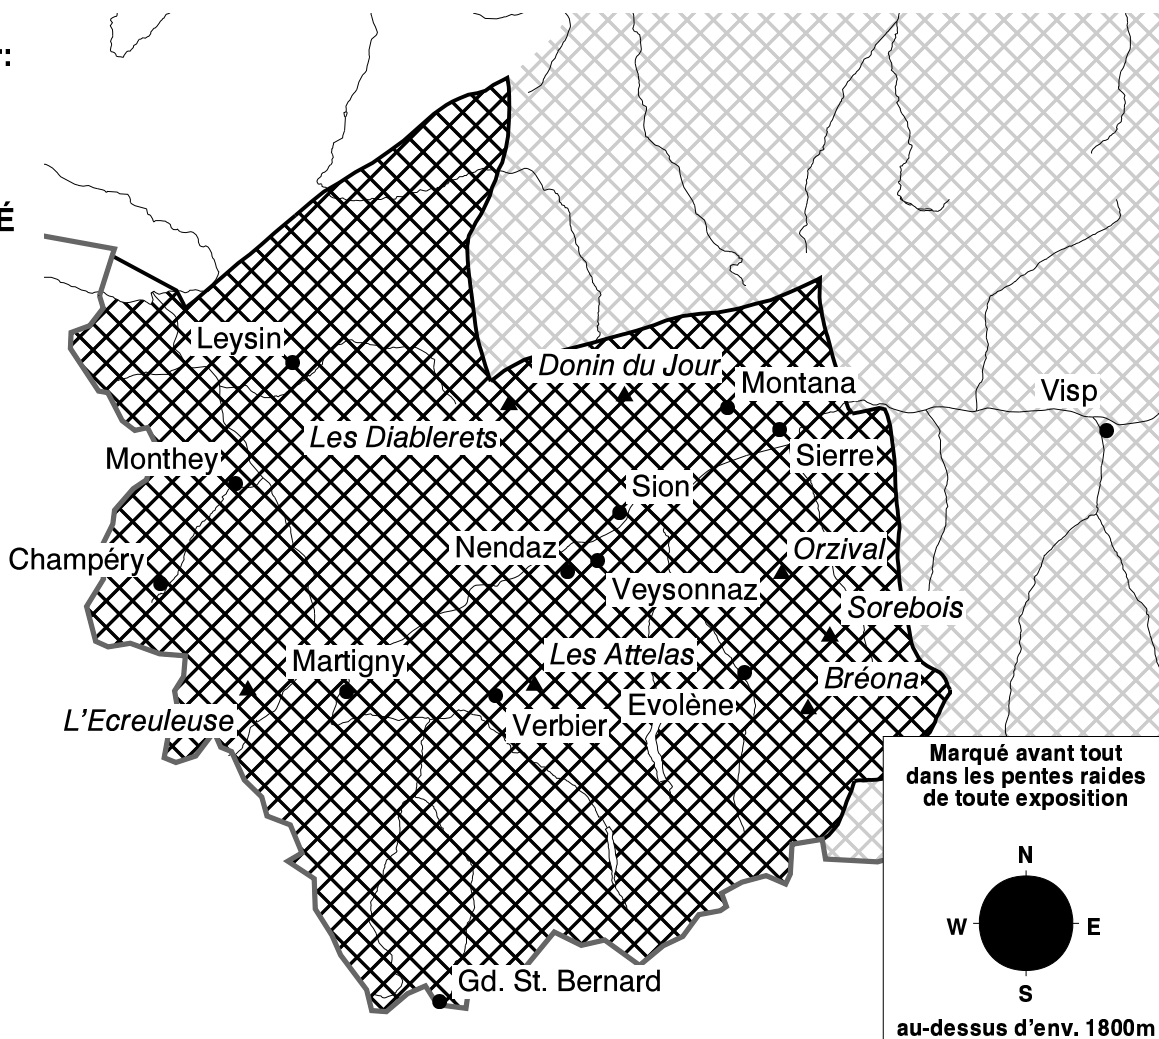 :
É
Leysin
Donin du Jour
Montana
Visp
Les Diablerets
Monthey
Sierre
Sion
Champéry
Nendaz
Orzival
Veysonnaz
Sorebois
Martigny
Les Attelas
Bréona
L'Ecreuleuse
Evolène
Verbier
Gd. St. Bernard
Marqué avant tout
dans les pentes raides
de toute exposition
N
W E
S
au-dessus d'env. 1800m